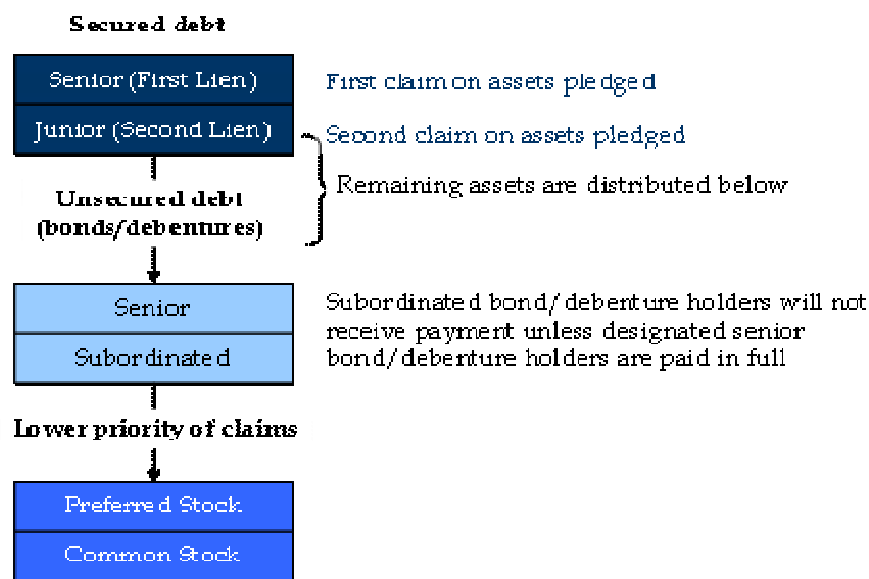 Secured debt
Senior (First Lien)
First claim on assets pledged
Junior (Second Lien)
Second claim on assets pledged
Remaining assets are distributed below
Unsecured debt
(bonds/debentures)
Senior
Subordinated
Subordinated bond/debenture holders will not
receive payment unless designated senior
bond/debenture holders are paid in full
Lower priority of claims
Preferred Stock
Common Stock